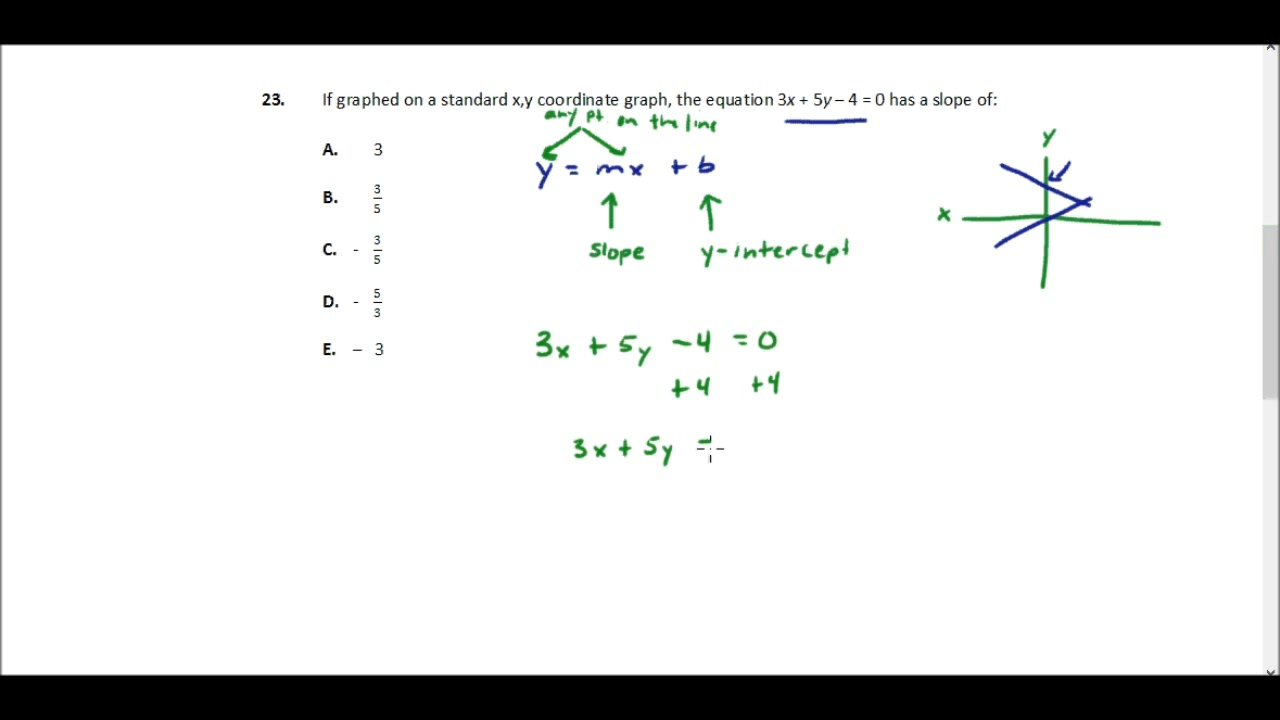 23. If graphed on a standard x,y coordinate graph, the equation 3x + 5y – 4 = 0 has a slope of:
any pt. on the line
A. 3
y = mx + b
B. 3/5
slope y-intercept
C. - 3/5
D. - 5/3
E. – 3
y
x
3x + 5y - 4 = 0
+4 +4
3x + 5y =